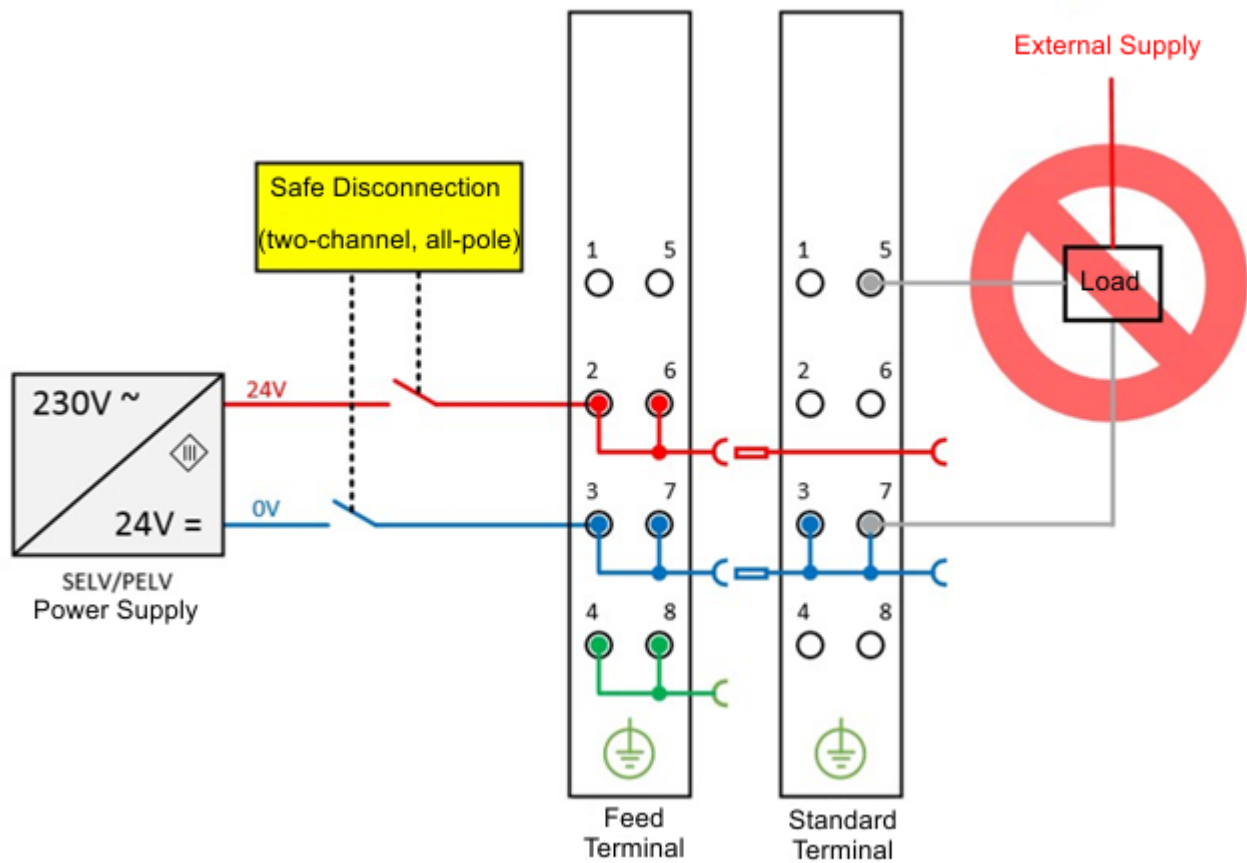 External Supply
Safe Disconnection
(two-channel, all-pole)
1 5
1 5
Load
230V ~
24V
2 6
2 6
III
24V =
0V
3 7
3 7
SELV/PELV
Power Supply
4 8
4 8
Feed
Terminal
Standard
Terminal